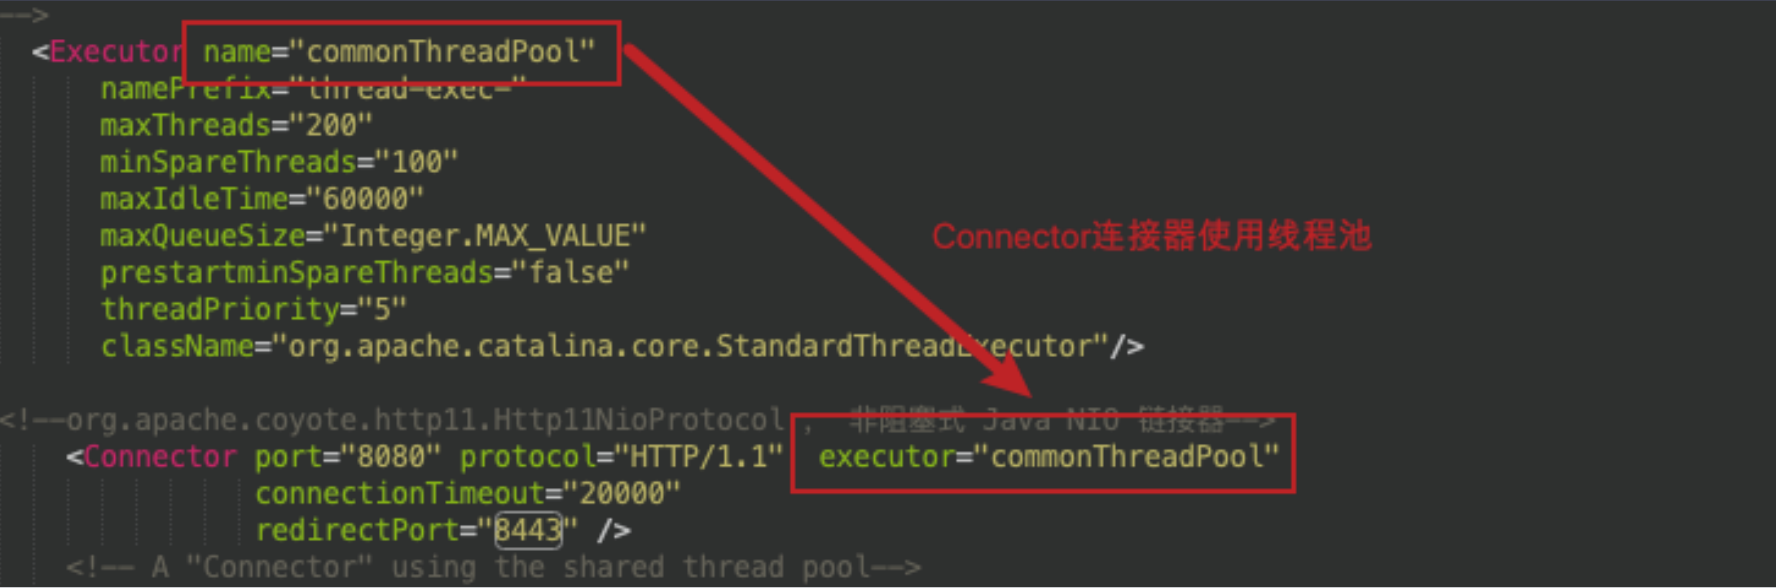 -->
<Executor name="commonThreadPool"
namePrefix="thread-exec-"
maxThreads="200"
minSpareThreads="100"
maxIdleTime="60000"
maxQueueSize="Integer.MAX_VALUE"
prestartminSpareThreads="false"
threadPriority="5"
className="org.apache.catalina.core.StandardThreadExecutor"/>
Connector连接器使用线程池
<!--org.apache.coyote.http11.Http11NioProtocol , 非阻塞式 Java NIO 链接器-->
<Connector port="8080" protocol="HTTP/1.1" executor="commonThreadPool"
connectionTimeout="20000"
redirectPort="8443" />
<!-- A "Connector" using the shared thread pool-->